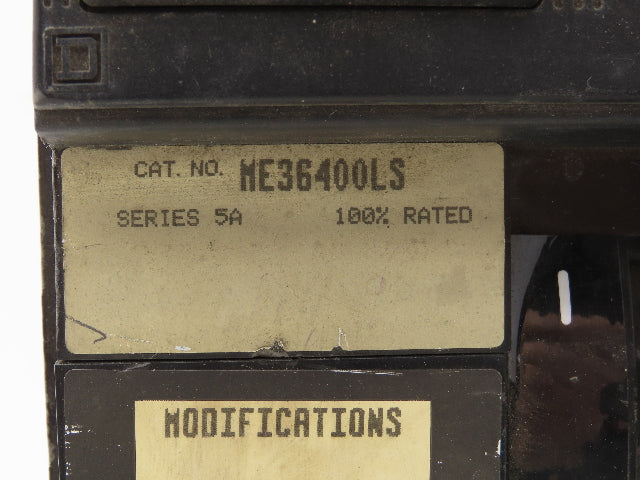 CAT. NO. ME36400LS
SERIES 5A 100% RATED
MODIFICATIONS